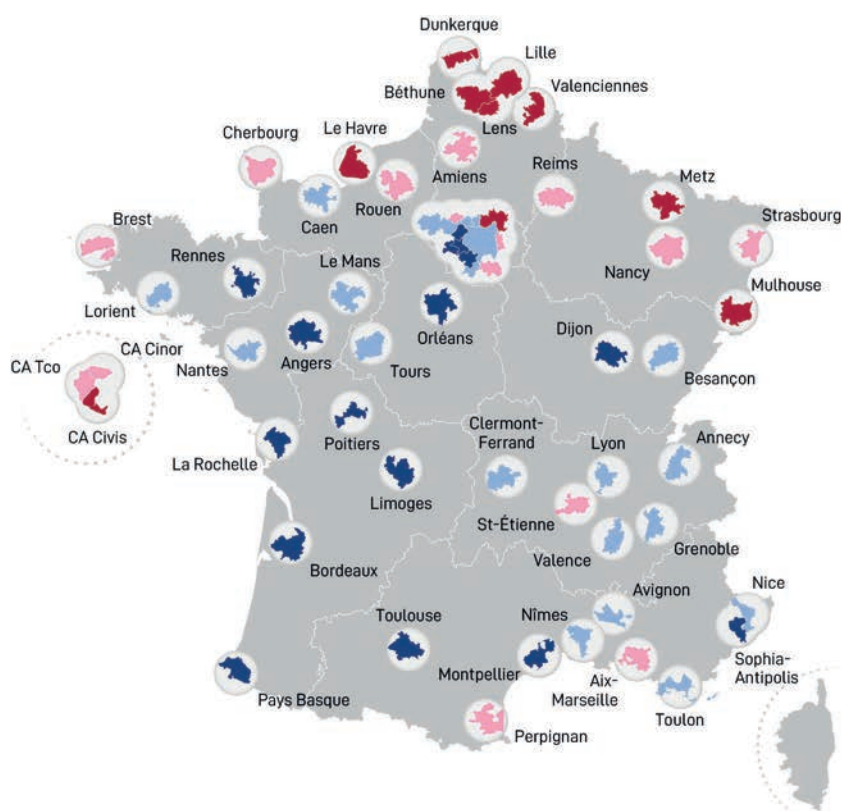 Dunkerque
Lille
Béthune
Valenciennes
Lens
Cherbourg
Le Havre
Amiens
Reims
Metz
Caen
Rouen
Strasbourg
Brest
Rennes
Le Mans
Nancy
Lorient
Mulhouse
Orléans
Dijon
CA Cinor
Nantes
Angers
Tours
Besançon
CA Tco
CA Civis
Poitiers
Clermont-
Ferrand
Lyon
Annecy
La Rochelle
Limoges
St-Étienne
Valence
Grenoble
Bordeaux
Avignon
Nice
Toulouse
Nîmes
Montpellier
Aix-
Marseille
Sophia-
Antipolis
Pays Basque
Toulon
Perpignan